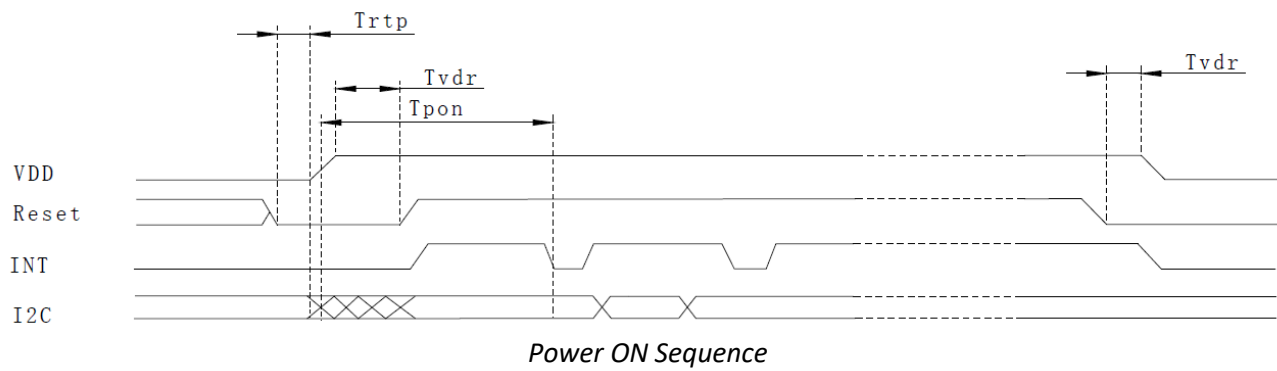 Trtp
Tvdr
Tvdr
Tpon
VDD
Reset
INT
I2C
Power ON Sequence